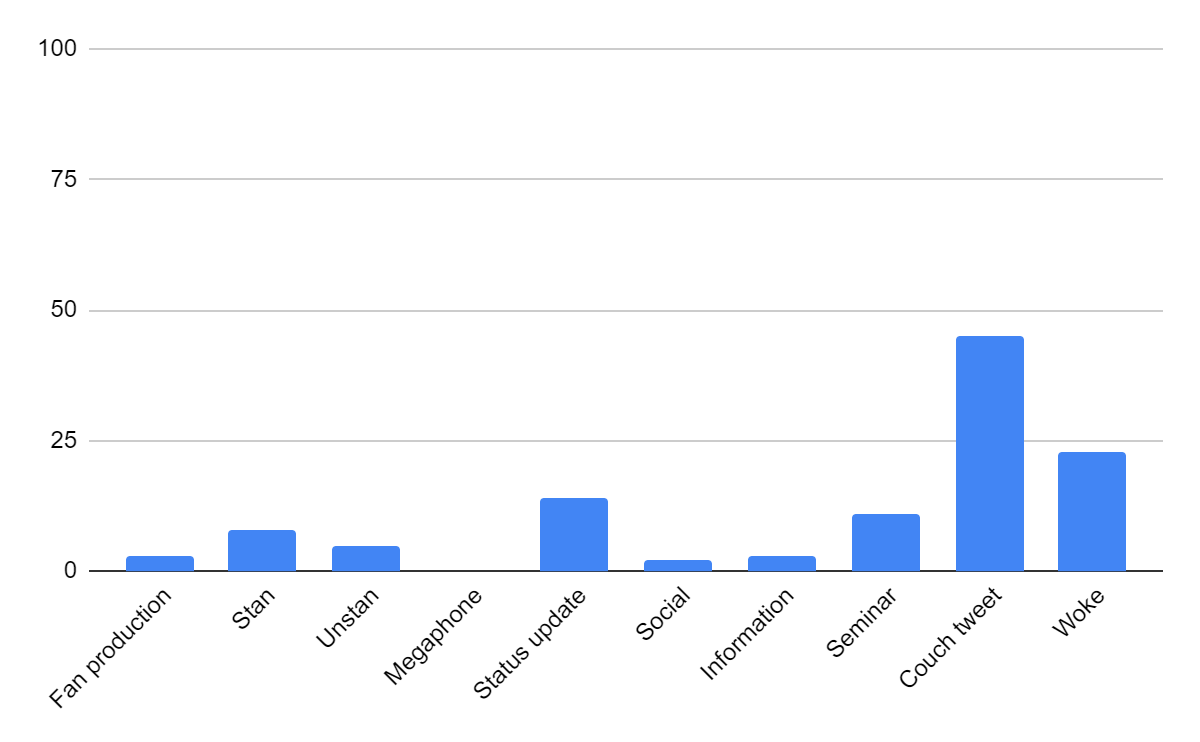 100
75
50
25
0
Fan production
Stan
Unstan
Megaphone
Status update
Social
Information
Seminar
Couch tweet
Woke